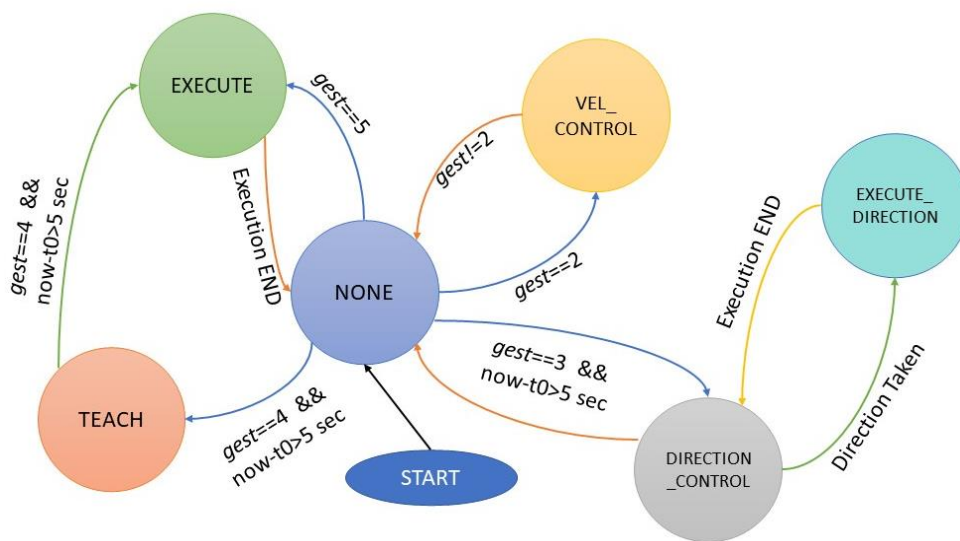 EXECUTE
gest==5
VEL_
CONTROL
gest!=2
gest==4 &&
now-t0>5 sec
Execution END
EXECUTE_
DIRECTION
NONE
gest==2
Execution END
gest==3 &&
now-t0>5 sec
TEACH
gest==4 &&
now-t0>5 sec
START
DIRECTION
_CONTROL
Direction Taken